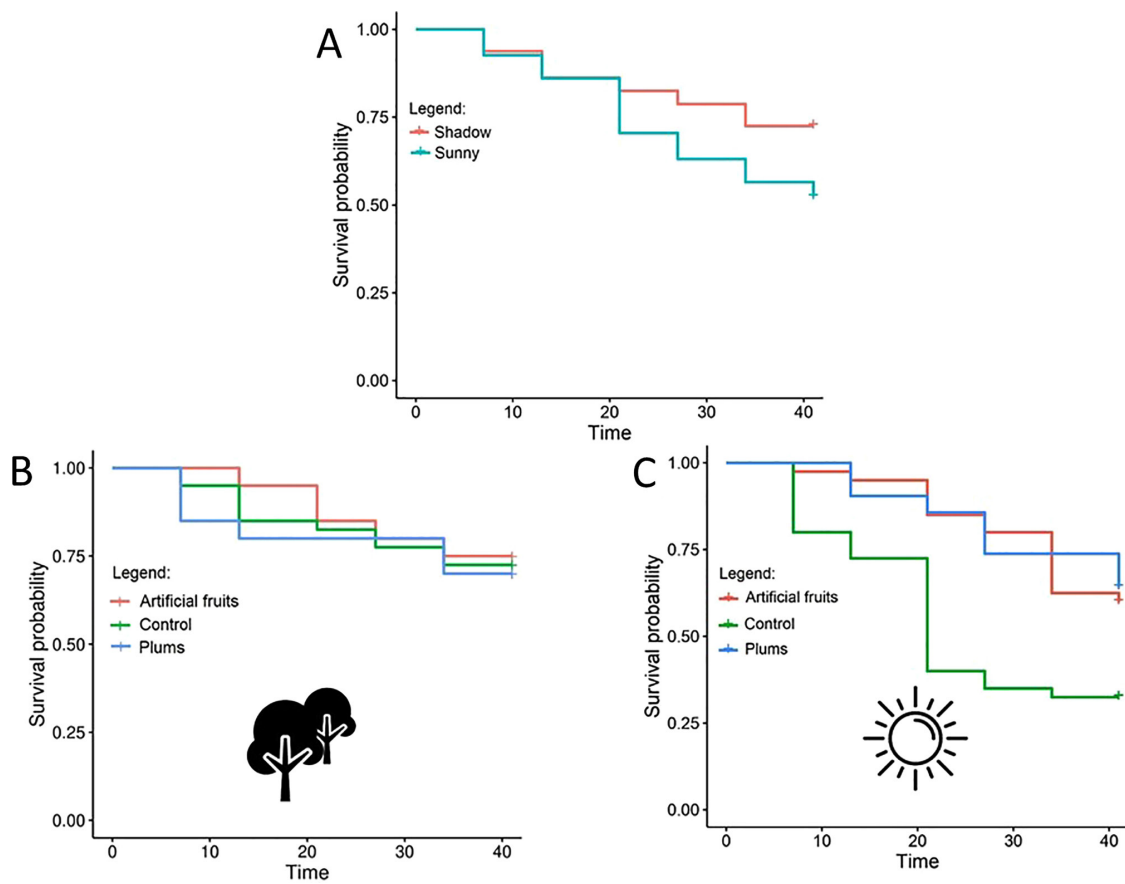 A
1.00
0.75
0.50
0.25
0.00
Survival probability
Legend:
Shadow
Sunny
0 10 20 30 40
Time
B
1.00
0.75
0.50
0.25
0.00
Survival probability
Legend:
Artificial fruits
Control
Plums
0 10 20 30 40
Time
C
1.00
0.75
0.50
0.25
0.00
Survival probability
Legend:
Artificial fruits
Control
Plums
0 10 20 30 40
Time